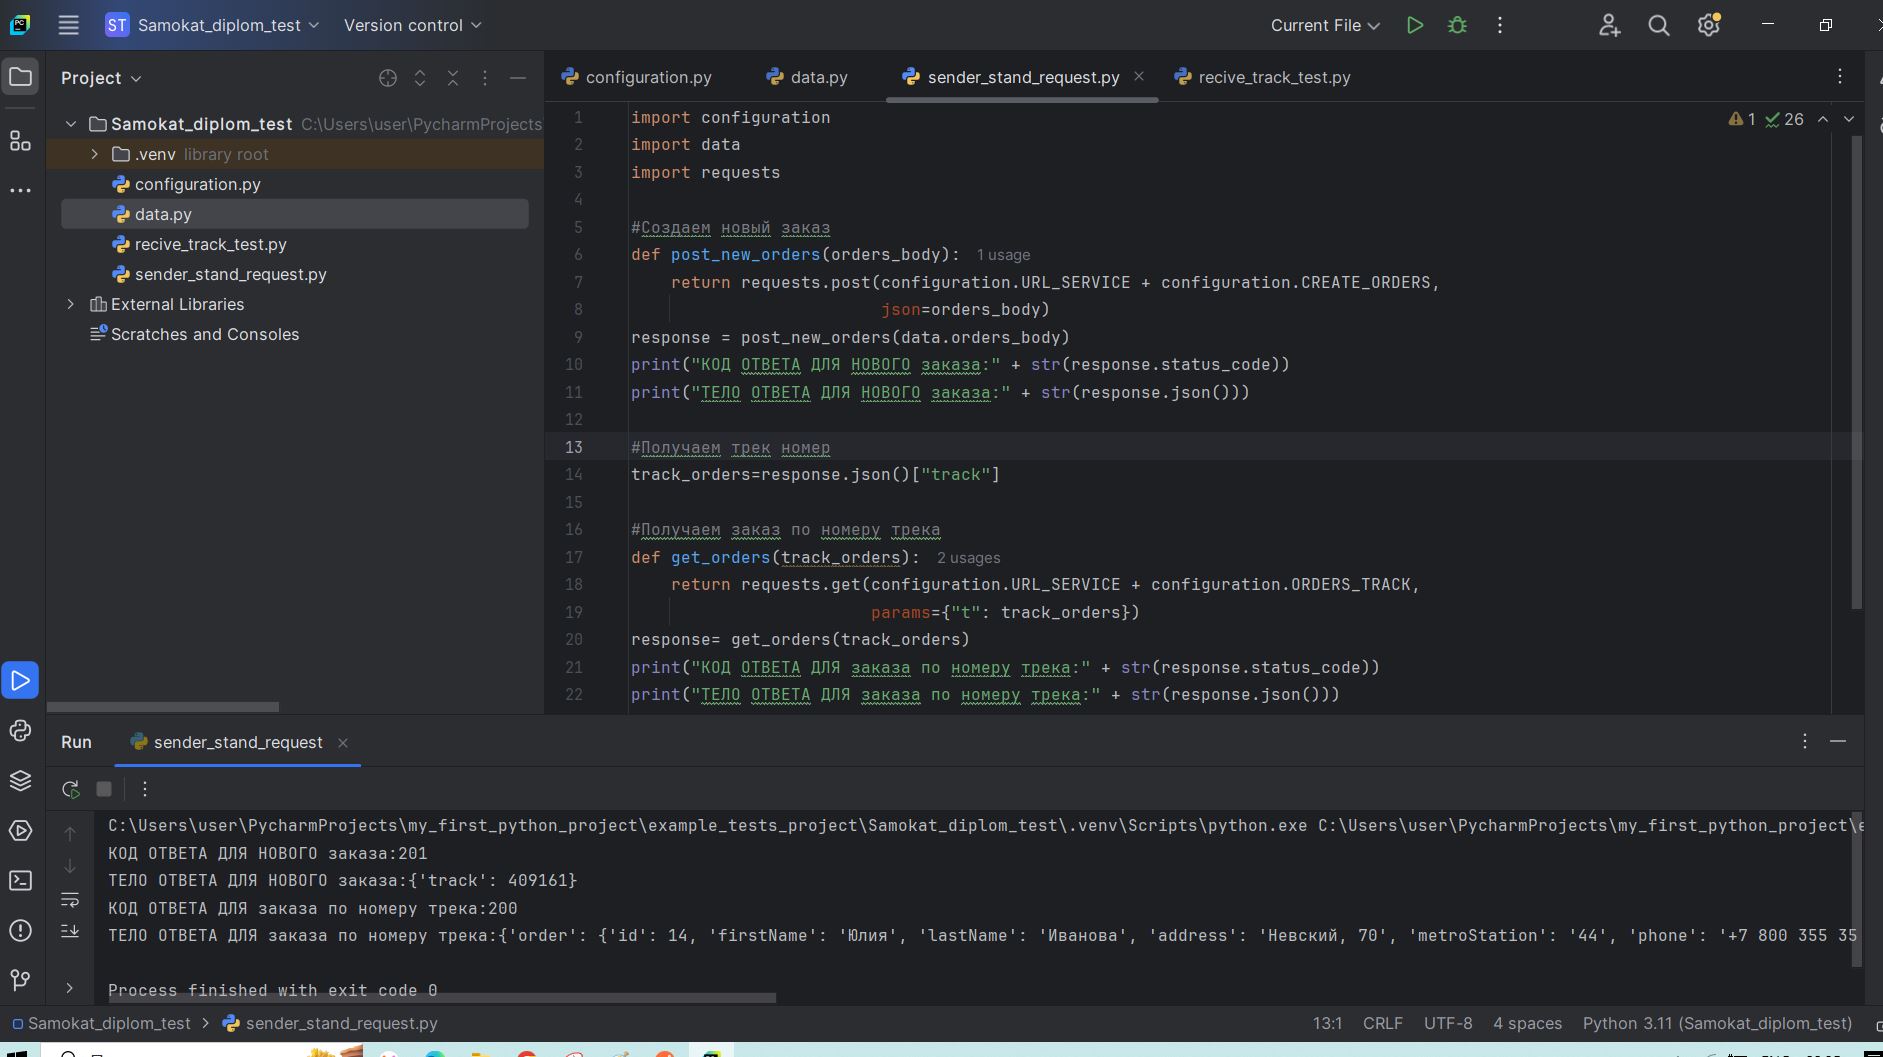 ST Samokat_diplom_test Version control Current File
Project
configuration.py data.py sender_stand_request.py recive_track_test.py
Samokat_diplom_test C:\Users\user\PycharmProjects
.venv library root
configuration.py
data.py
recive_track_test.py
sender_stand_request.py
External Libraries
Scratches and Consoles
1 26
1 import configuration
2 import data
3 import requests
4
5 #Создаем новый заказ
6 def post_new_orders(orders_body): 1 usage
7 return requests.post(configuration.URL_SERVICE + configuration.CREATE_ORDERS,
8 json=orders_body)
9 response = post_new_orders(data.orders_body)
10 print("КОД ОТВЕТА ДЛЯ НОВОГО заказа:" + str(response.status_code))
11 print("ТЕЛО ОТВЕТА ДЛЯ НОВОГО заказа:" + str(response.json()))
12
13 #Получаем трек номер
14 track_orders=response.json()["track"]
15
16 #Получаем заказ по номеру трека
17 def get_orders(track_orders): 2 usages
18 return requests.get(configuration.URL_SERVICE + configuration.ORDERS_TRACK,
19 params={"t": track_orders})
20 response= get_orders(track_orders)
21 print("КОД ОТВЕТА ДЛЯ заказа по номеру трека:" + str(response.status_code))
22 print("ТЕЛО ОТВЕТА ДЛЯ заказа по номеру трека:" + str(response.json()))
Run sender_stand_request
C:\Users\user\PycharmProjects\my_first_python_project\example_tests_project\Samokat_diplom_test\.venv\Scripts\python.exe C:\Users\user\PycharmProjects\my_first_python_project\e
КОД ОТВЕТА ДЛЯ НОВОГО заказа:201
ТЕЛО ОТВЕТА ДЛЯ НОВОГО заказа:{'track': 409161}
КОД ОТВЕТА ДЛЯ заказа по номеру трека:200
ТЕЛО ОТВЕТА ДЛЯ заказа по номеру трека:{'order': {'id': 14, 'firstName': 'Юлия', 'lastName': 'Иванова', 'address': 'Невский, 70', 'metroStation': '44', 'phone': '+7 800 355 35
Process finished with exit code 0
Samokat_diplom_test > sender_stand_request.py 13:1 CRLF UTF-8 4 spaces Python 3.11 (Samokat_diplom_test)